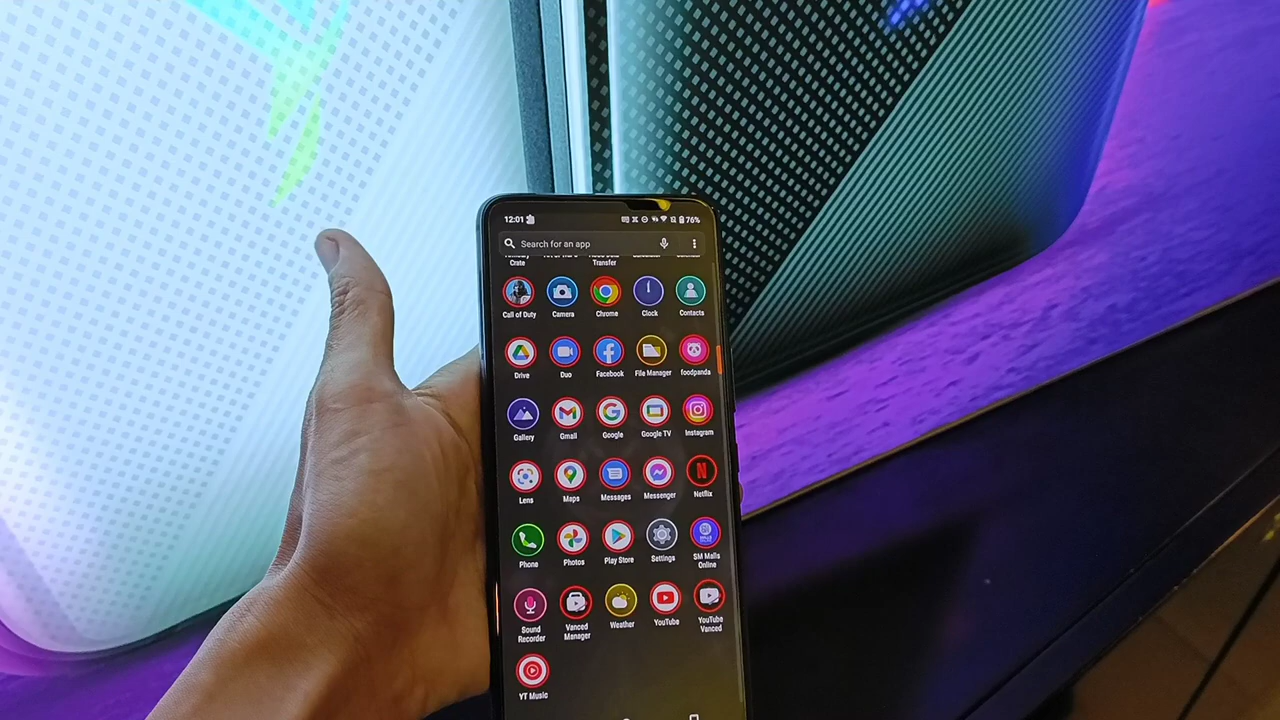 12:01
76%
Search for an app
Crate
Transfer
Call of Duty
Camera
Chrome
Clock
Contacts
Drive
Duo
Facebook
File Manager
foodpanda
Gallery
Gmail
Google
Google TV
Instagram
Lens
Maps
Messages
Messenger
Netflix
Phone
Photos
Play Store
Settings
SM Malls
Online
Sound
Recorder
Vanced
Manager
Weather
YouTube
YouTube
Vanced
YT Music